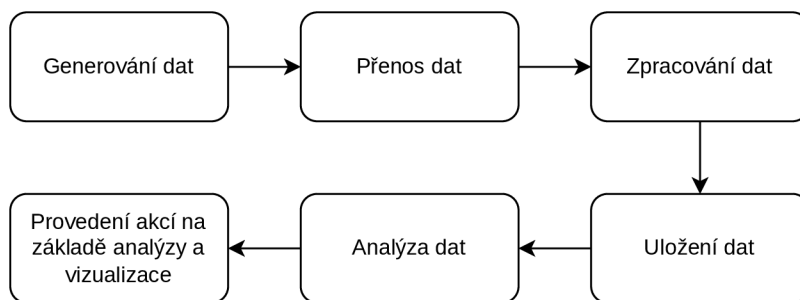 Generování dat
Přenos dat
Zpracování dat
Uložení dat
Analýza dat
Provedení akcí na
základě analýzy a
vizualizace